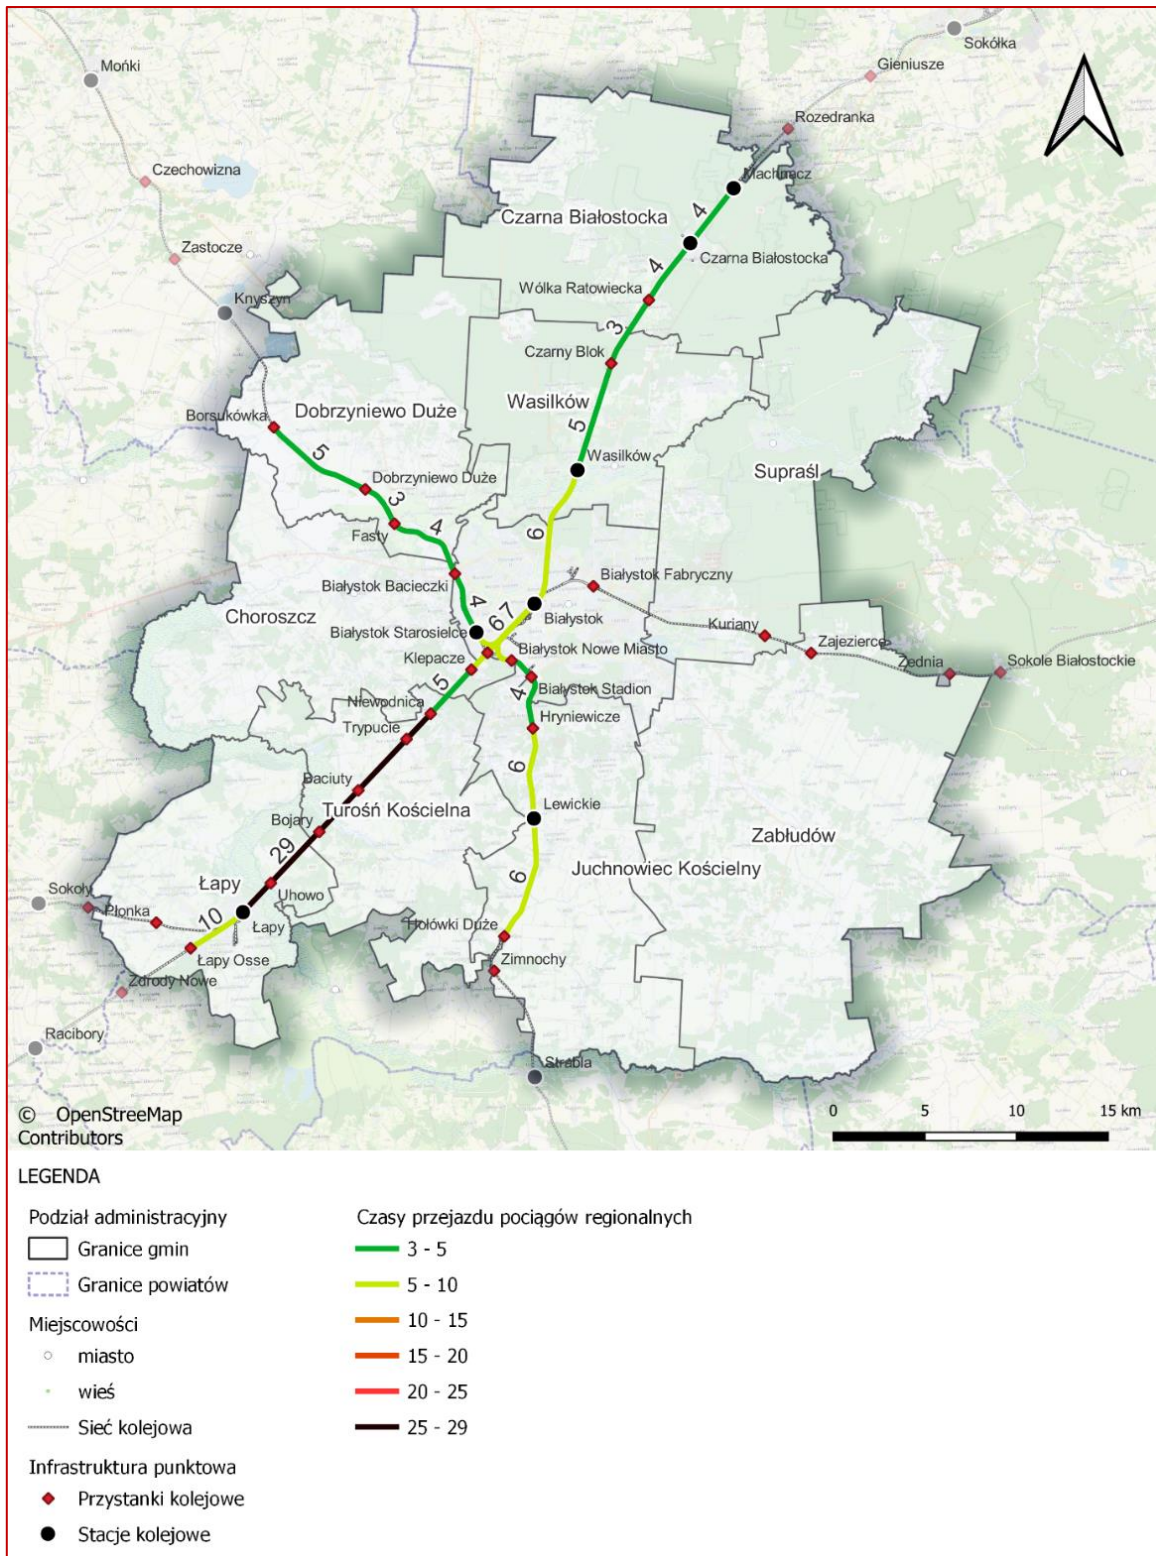 Sokółka
Mońki
Gieniusze
Rozedranka
Czechowizna
Machnacz
4
Czarna Białostocka
Zastocze
Czarna Białostocka
4
Wólka Ratowiecka
Knyszyn
3
Czarny Blok
Dobrzyniewo Duże
Wasilków
Borsukówka
5
5
Wasilków
Supraśl
Dobrzyniewo Duże
3
4
Fasty
6
Białystok Bacieczki
Białystok Fabryczny
4
Choroszcz
67
Białystok
Kuriany
Białystok Starosielce
Zajezierce
Białystok Nowe Miasto
Klepacze
Żednia
Sokole Białostockie
5
Białystok Stadion
4
Niewodnica
Hryniewicze
Trypucie
6
Baciuty
Turośń Kościelna
Lewickie
Bojary
Zabłudów
29
6
Juchnowiec Kościelny
Łapy
Uhowo
Sokoły
Płonka
10
Łapy
Hołówki Duże
Łapy Osse
Zimnochy
Zdrody Nowe
Racibory
Strabla
© OpenStreetMap
Contributors
0 5 10 15 km
LEGENDA
Podział administracyjny
Granice gmin
Granice powiatów
Miejscowości
miasto
wieś
Sieć kolejowa
Infrastruktura punktowa
Przystanki kolejowe
Stacje kolejowe
Czasy przejazdu pociągów regionalnych
3 - 5
5 - 10
10 - 15
15 - 20
20 - 25
25 - 29